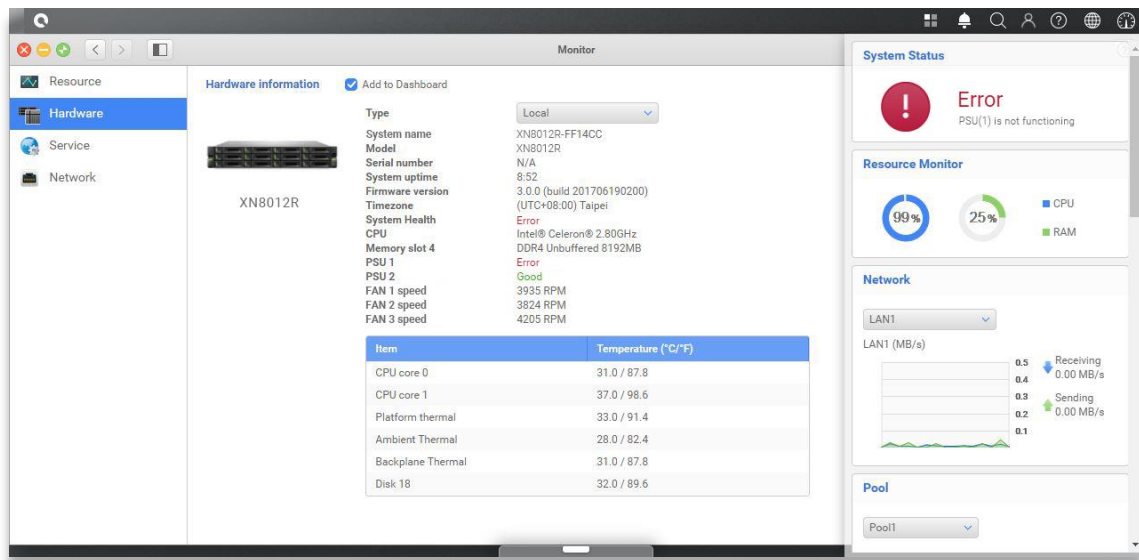 Monitor
Resource
Hardware
Service
Network
Hardware information
Add to Dashboard
XN8012R
Type Local
System name XN8012R-FF14CC
Model XN8012R
Serial number N/A
System uptime 8:52
Firmware version 3.0.0 (build 201706190200)
Timezone (UTC+08:00) Taipei
System Health Error
CPU Intel® Celeron® 2.80GHz
Memory slot 4 DDR4 Unbuffered 8192MB
PSU 1 Error
PSU 2 Good
FAN 1 speed 3935 RPM
FAN 2 speed 3824 RPM
FAN 3 speed 4205 RPM
Item Temperature (°C/°F)
CPU core 0 31.0 / 87.8
CPU core 1 37.0 / 98.6
Platform thermal 33.0 / 91.4
Ambient Thermal 28.0 / 82.4
Backplane Thermal 31.0 / 87.8
Disk 18 32.0 / 89.6
System Status
Error
PSU(1) is not functioning
Resource Monitor
99% 25%
CPU
RAM
Network
LAN1
LAN1 (MB/s)
0.5
0.4
0.3
0.2
0.1
Receiving
0.00 MB/s
Sending
0.00 MB/s
Pool
Pool1